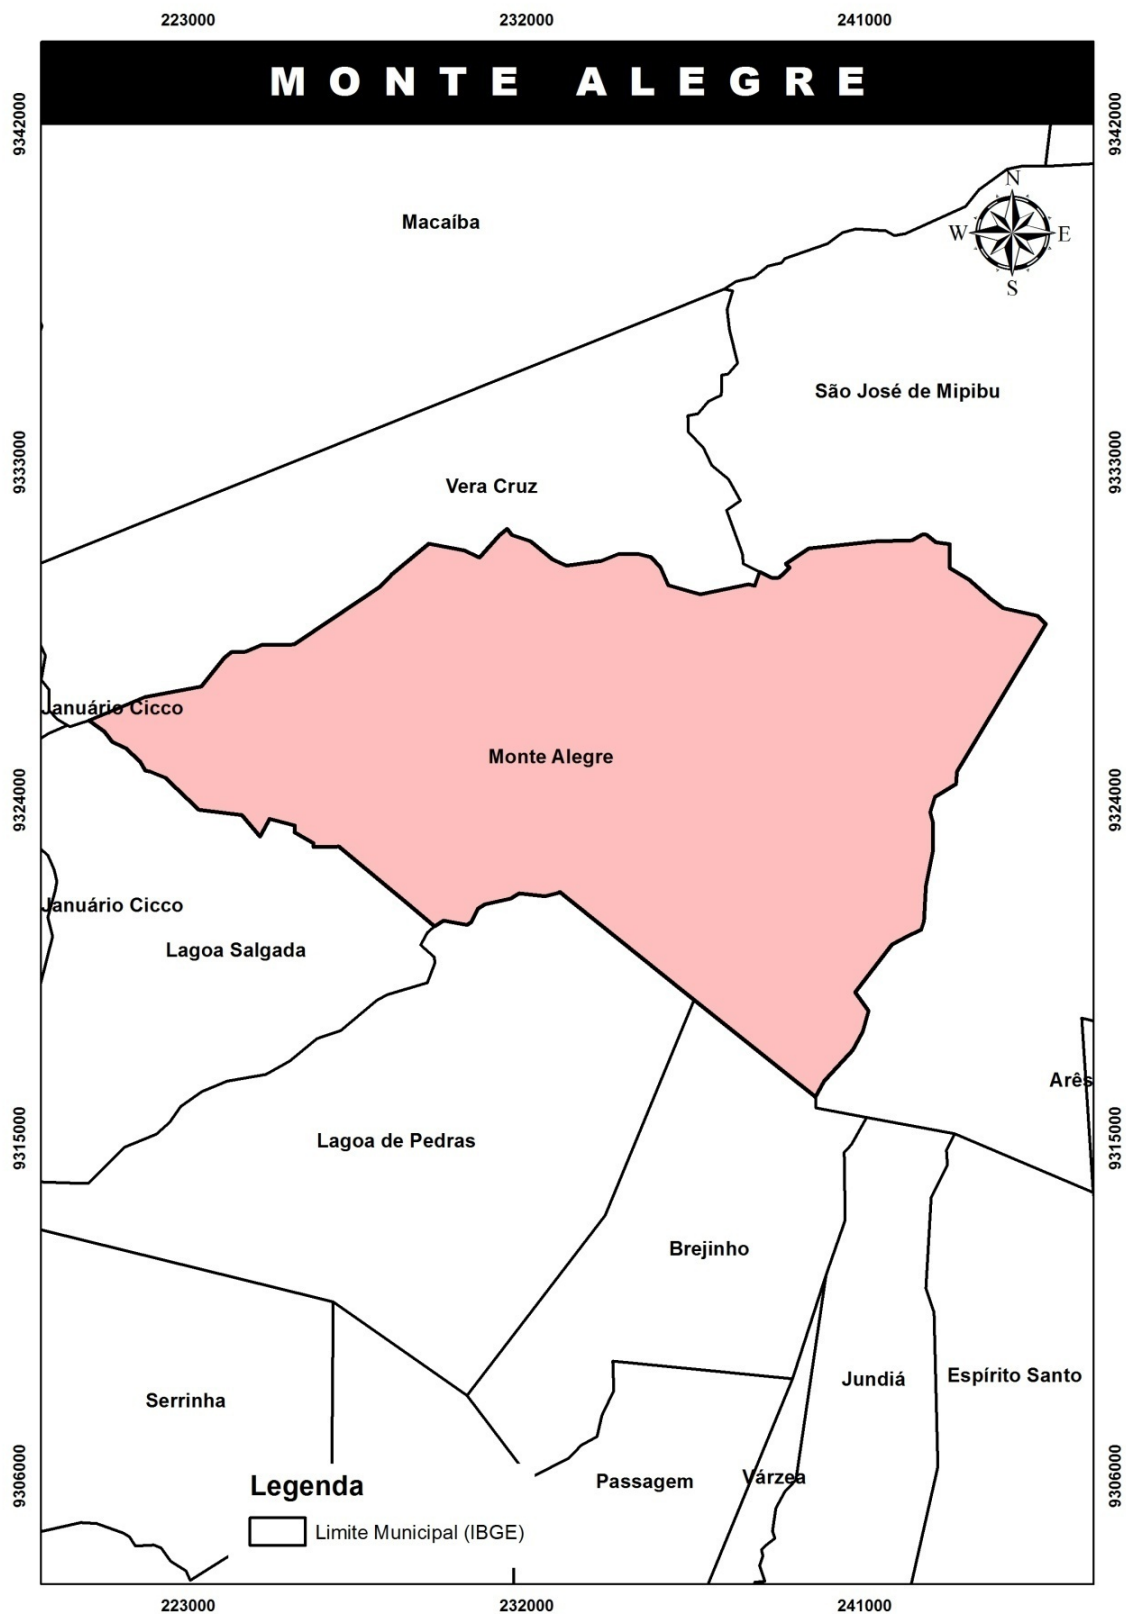 223000 232000 241000
MONTE ALEGRE
9342000 9342000
N
Macaíba
W E
S
São José de Mipibu
9333000 9333000
Vera Cruz
Januário Cicco
Monte Alegre
9324000 9324000
Januário Cicco
Lagoa Salgada
Arês
9315000 9315000
Lagoa de Pedras
Brejinho
Espírito Santo
Jundiá
Serrinha
9306000 9306000
Várzea
Passagem
Legenda
Limite Municipal (IBGE)
223000 232000 241000